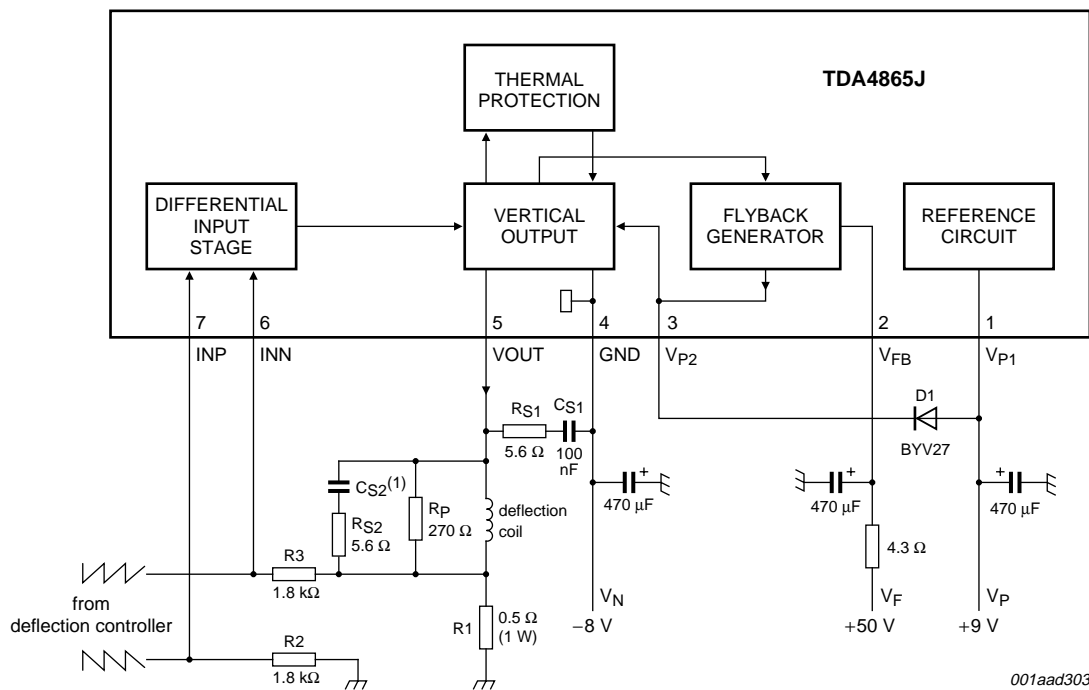 TDA4865J
THERMAL
PROTECTION
DIFFERENTIAL
INPUT
STAGE
VERTICAL
OUTPUT
FLYBACK
GENERATOR
REFERENCE
CIRCUIT
7 6 5 4 3 2 1
INP INN VOUT GND VP2 VFB VP1
D1
BYV27
RS1
5.6 Ω
CS1
100
nF
CS2(1)
RS2
5.6 Ω
RP
270 Ω
deflection
coil
+
470 μF
+
470 μF
+
470 μF
4.3 Ω
R3
1.8 kΩ
from
deflection controller
R1
0.5 Ω
(1 W)
R2
1.8 kΩ
VN
−8 V
VF
+50 V
VP
+9 V
001aad303